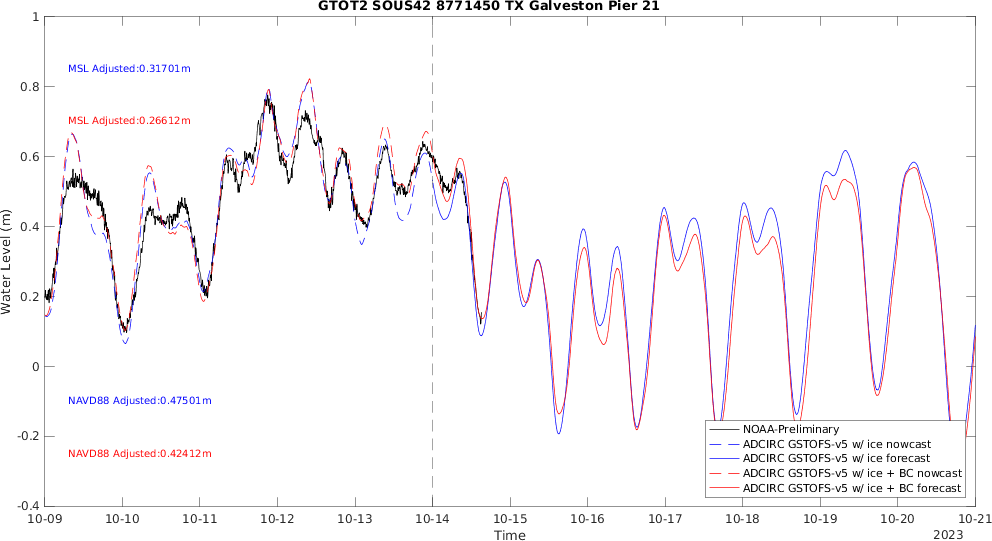 GTOT2 SOUS42 8771450 TX Galveston Pier 21
1
0.8
0.6
0.4
0.2
0
-0.2
-0.4
Water Level (m)
MSL Adjusted:0.31701m
MSL Adjusted:0.26612m
NAVD88 Adjusted:0.47501m
NAVD88 Adjusted:0.42412m
NOAA-Preliminary
ADCIRC GSTOFS-v5 w/ ice nowcast
ADCIRC GSTOFS-v5 w/ ice forecast
ADCIRC GSTOFS-v5 w/ ice + BC nowcast
ADCIRC GSTOFS-v5 w/ ice + BC forecast
10-09 10-10 10-11 10-12 10-13 10-14 10-15 10-16 10-17 10-18 10-19 10-20 10-21
Time
2023